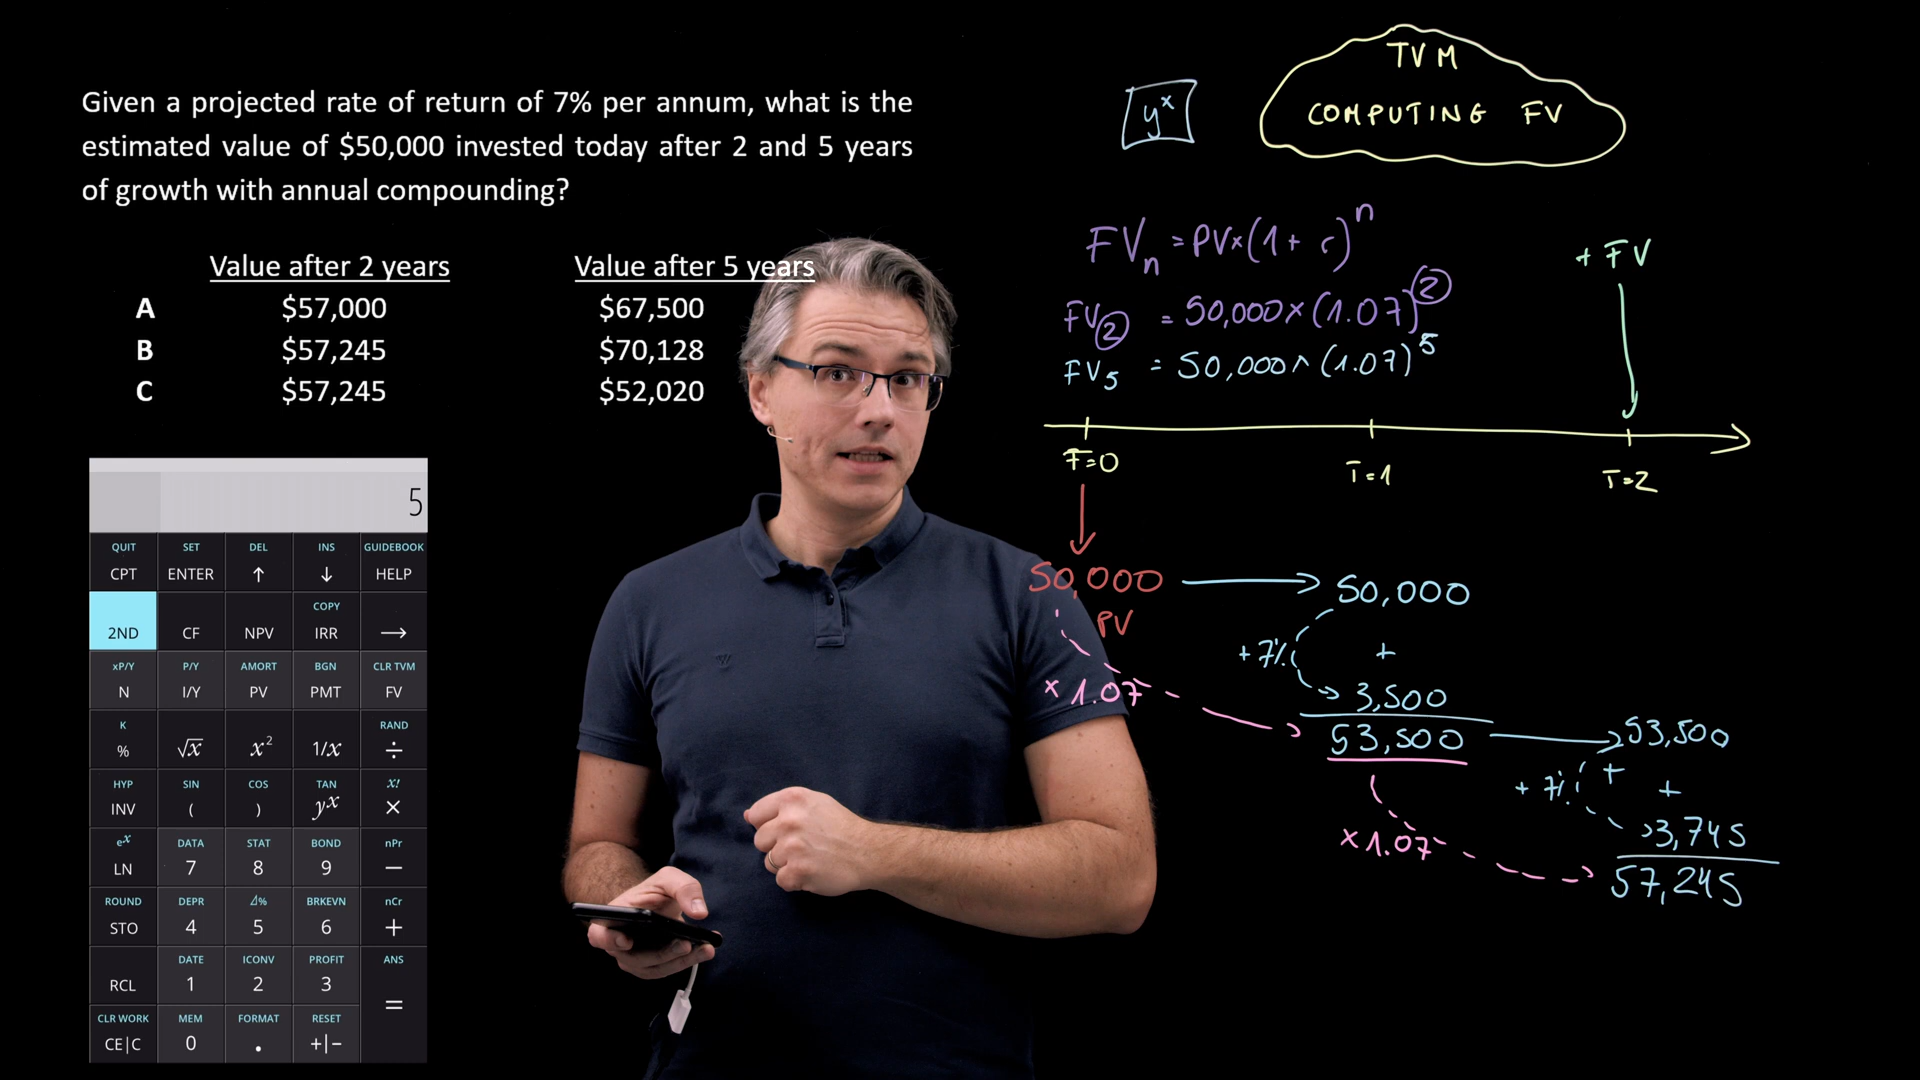 Given a projected rate of return of 7% per annum, what is the
estimated value of $50,000 invested today after 2 and 5 years
of growth with annual compounding?
Value after 2 years Value after 5 years
A $57,000 $67,500
B $57,245 $70,128
C $57,245 $52,020
5
QUIT SET DEL INS GUIDEBOOK
CPT ENTER ↑ ↓ HELP
COPY
2ND CF NPV IRR →
xP/Y P/Y AMORT BGN CLR TVM
N I/Y PV PMT FV
K RAND
% √x x² 1/x ÷
HYP SIN COS TAN x!
INV ( ) yˣ ×
eˣ DATA STAT BOND nPr
LN 7 8 9 −
ROUND DEPR Δ% BRKEVN nCr
STO 4 5 6 +
DATE ICONV PROFIT ANS
RCL 1 2 3 =
CLR WORK MEM FORMAT RESET
CE|C 0 . +|−
yˣ
TVM
COMPUTING FV
FVₙ = PV×(1+ r)ⁿ
FV₂ = 50,000×(1.07)²
FV₅ = 50,000×(1.07)⁵
+ FV
T=0 T=1 T=2
50,000 → 50,000
PV
+7% +
×1.07 3,500
53,500 → 53,500
+
+7% +
×1.07 3,745
57,245